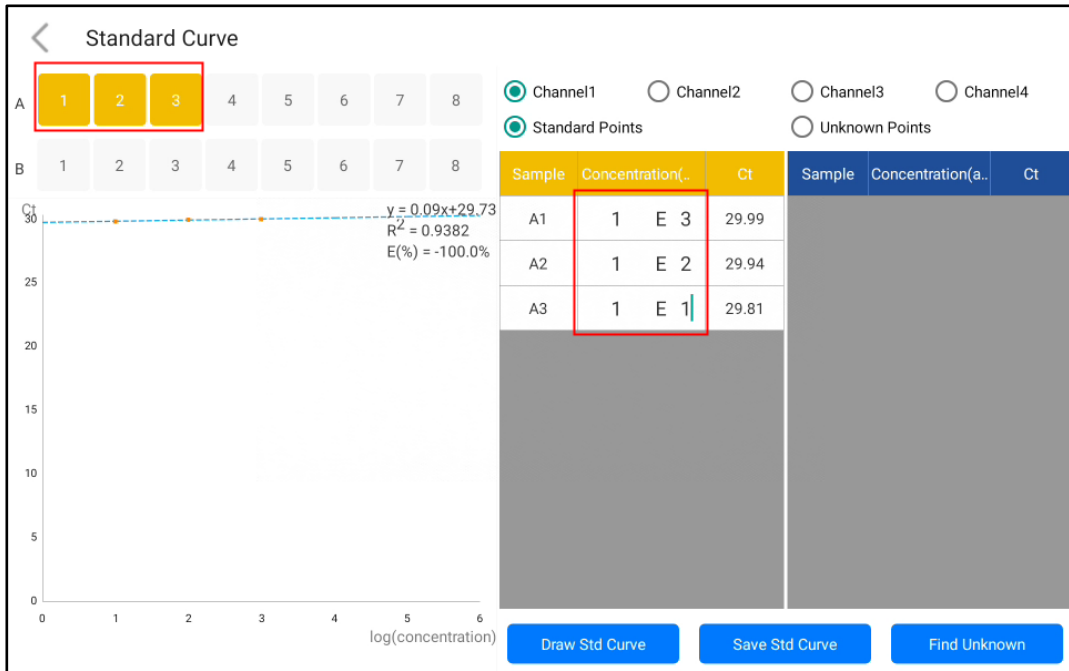 Standard Curve
A 1 2 3 4 5 6 7 8
B 1 2 3 4 5 6 7 8
Ct
30
25
20
15
10
5
0
0 1 2 3 4 5 6
log(concentration)
y = 0.09x+29.73
R2 = 0.9382
E(%) = -100.0%
Channel1 Channel2 Channel3 Channel4
Standard Points Unknown Points
Sample Concentration(.. Ct
A1 1 E 3 29.99
A2 1 E 2 29.94
A3 1 E 1 29.81
Sample Concentration(a.. Ct
Draw Std Curve Save Std Curve Find Unknown